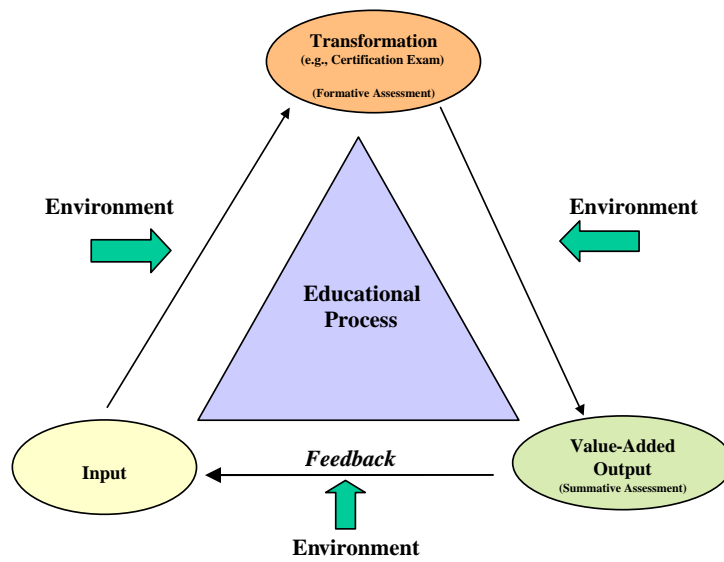 Transformation
(e.g., Certification Exam)
(Formative Assessment)
Environment
Environment
Educational
Process
Input
Feedback
Value-Added
Output
(Summative Assessment)
Environment